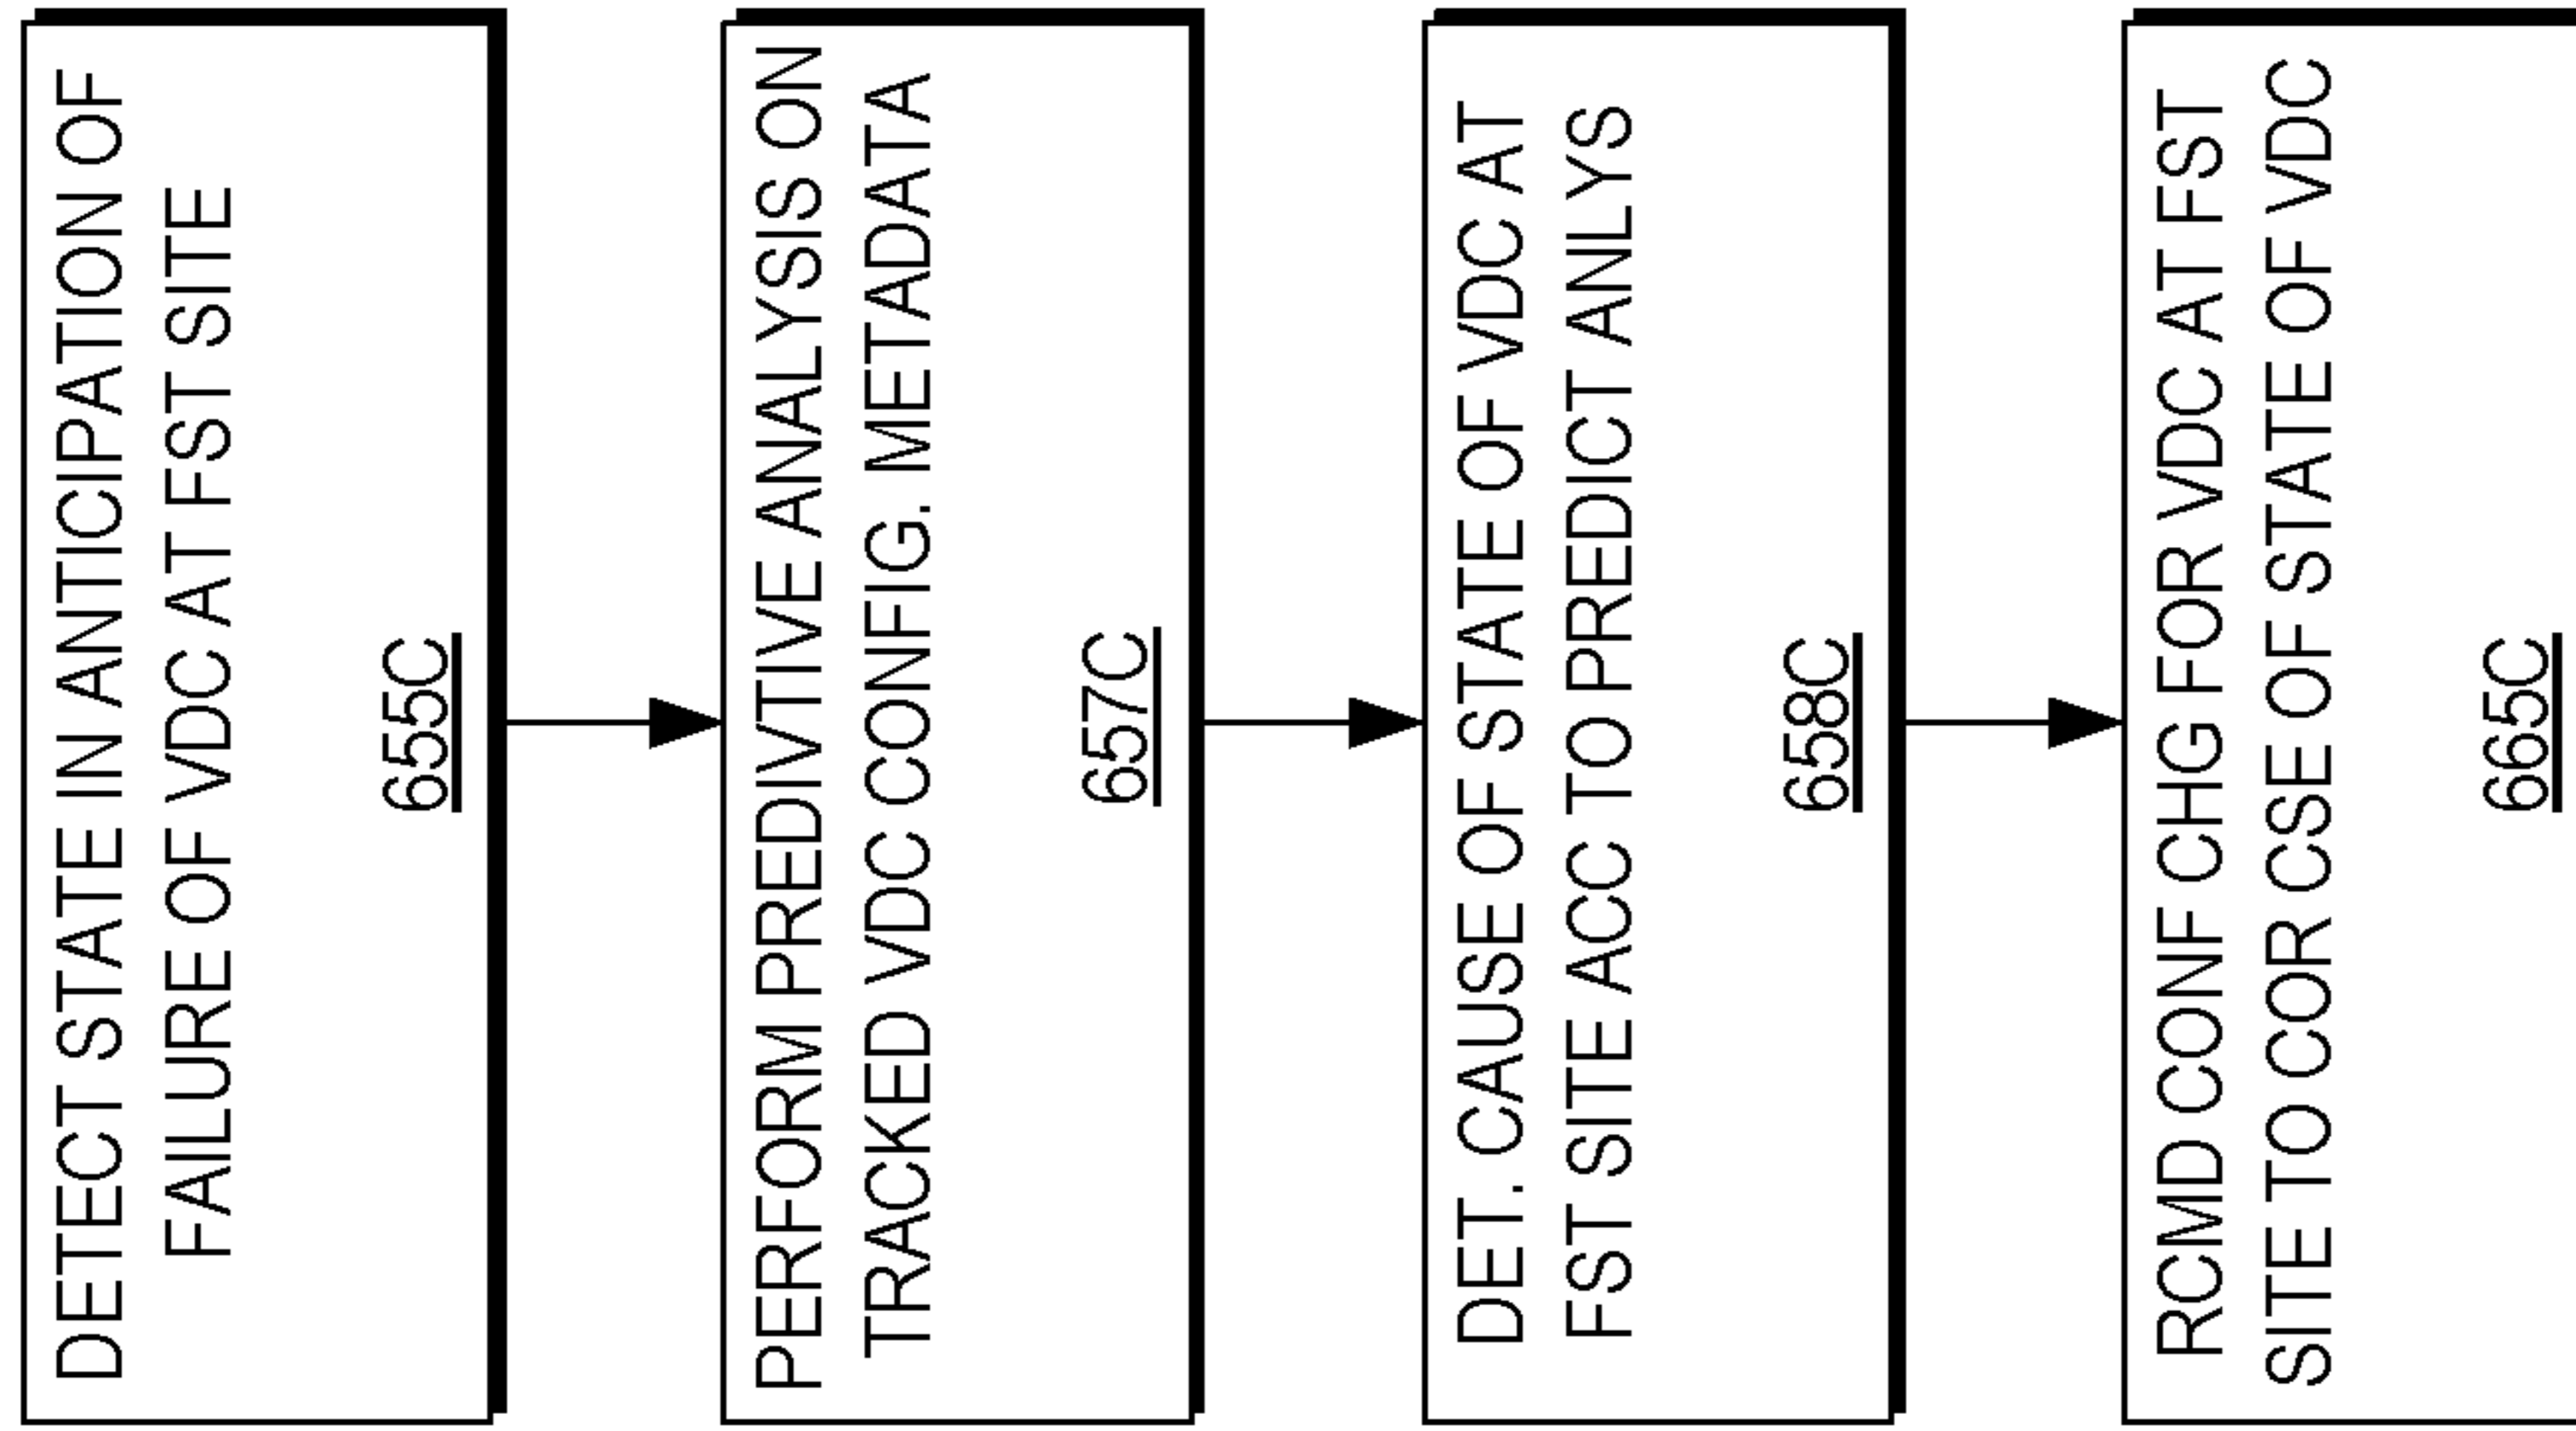 DETECT STATE IN ANTICIPATION OF
FAILURE OF VDC AT FST SITE
655C
PERFORM PREDIVTIVE ANALYSIS ON
TRACKED VDC CONFIG. METADATA
657C
DET. CAUSE OF STATE OF VDC AT
FST SITE ACC TO PREDICT ANLYS
658C
RCMD CONF CHG FOR VDC AT FST
SITE TO COR CSE OF STATE OF VDC
665C